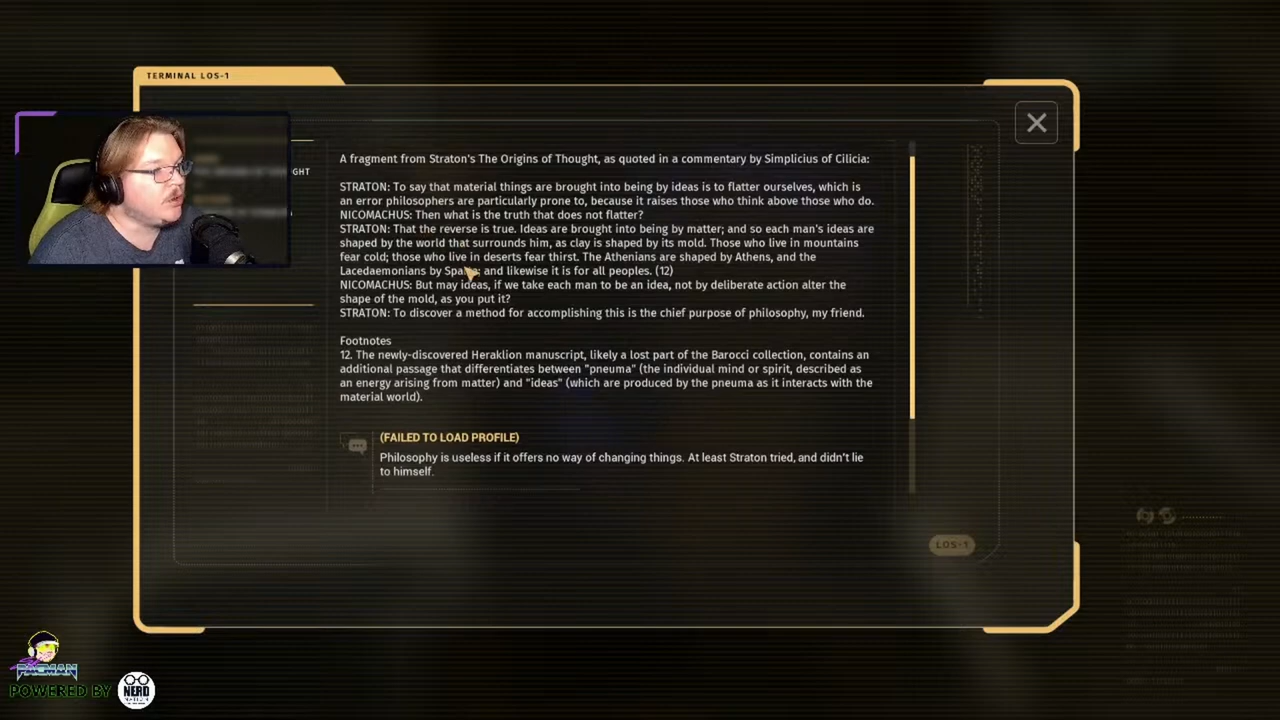 TERMINAL LOS-1
GHT
A fragment from Straton's The Origins of Thought, as quoted in a commentary by Simplicius of Cilicia:
STRATON: To say that material things are brought into being by ideas is to flatter ourselves, which is
an error philosophers are particularly prone to, because it raises those who think above those who do.
NICOMACHUS: Then what is the truth that does not flatter?
STRATON: That the reverse is true. Ideas are brought into being by matter; and so each man's ideas are
shaped by the world that surrounds him, as clay is shaped by its mold. Those who live in mountains
fear cold; those who live in deserts fear thirst. The Athenians are shaped by Athens, and the
Lacedaemonians by Sparta; and likewise it is for all peoples. (12)
NICOMACHUS: But may ideas, if we take each man to be an idea, not by deliberate action alter the
shape of the mold, as you put it?
STRATON: To discover a method for accomplishing this is the chief purpose of philosophy, my friend.
Footnotes
12. The newly-discovered Heraklion manuscript, likely a lost part of the Barocci collection, contains an
additional passage that differentiates between "pneuma" (the individual mind or spirit, described as
an energy arising from matter) and "ideas" (which are produced by the pneuma as it interacts with the
material world).
(FAILED TO LOAD PROFILE)
Philosophy is useless if it offers no way of changing things. At least Straton tried, and didn't lie
to himself.
LOS-1
PACMAN
POWERED BY
NERD
NATION